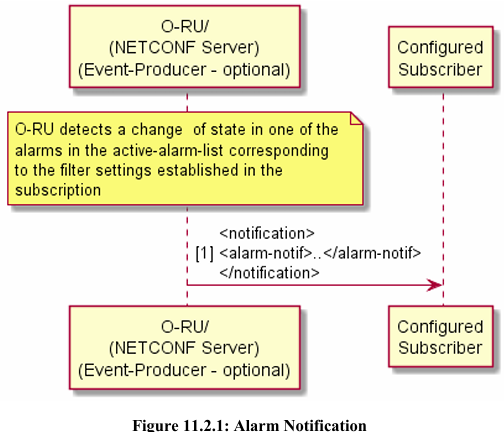 O-RU/
(NETCONF Server)
(Event-Producer - optional)
Configured
Subscriber
O-RU detects a change  of state in one of the
alarms in the active-alarm-list corresponding
to the filter settings established in the
subscription
<notification>
[1] <alarm-notif>..</alarm-notif>
</notification>
O-RU/
(NETCONF Server)
(Event-Producer - optional)
Configured
Subscriber
Figure 11.2.1: Alarm Notification